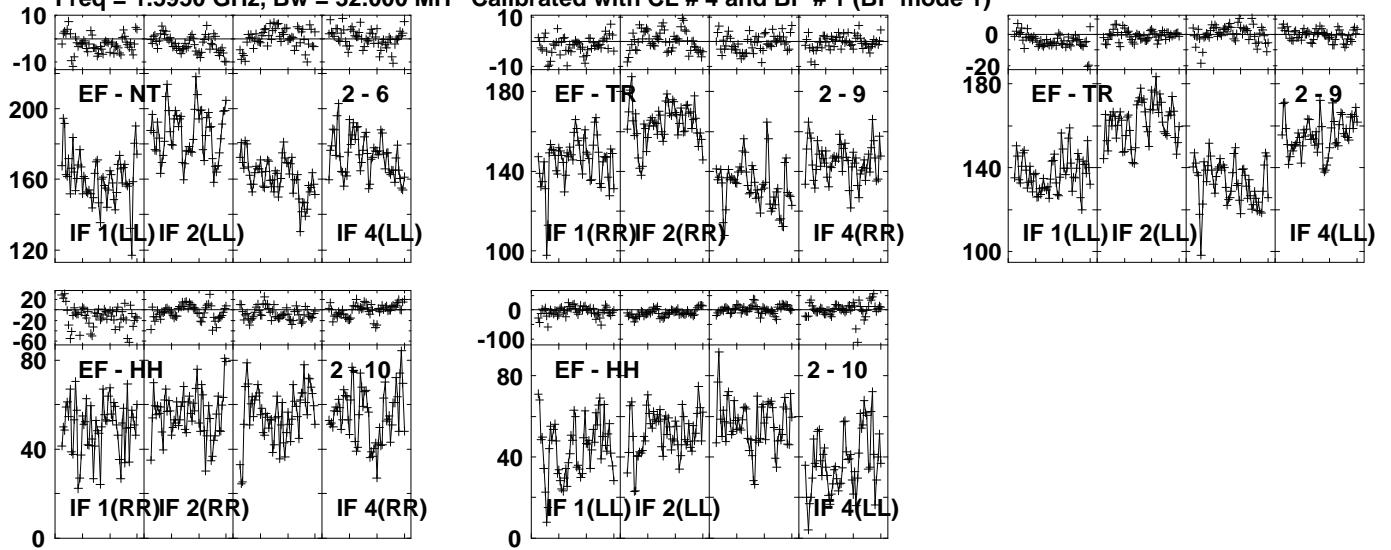 10
0
-10
EF - NT 2 - 6
200
160
120
IF 1(LL) IF 2(LL) IF 4(LL)
10
0
-10
180
EF - TR 2 - 9
140
100
IF 1(RR) IF 2(RR) IF 4(RR)
0
-20
180
EF - TR 2 - 9
140
100
IF 1(LL) IF 2(LL) IF 4(LL)
20
-20
-60
80
EF - HH 2 - 10
40
0
IF 1(RR) IF 2(RR) IF 4(RR)
0
-100
80
EF - HH 2 - 10
40
0
IF 1(LL) IF 2(LL) IF 4(LL)